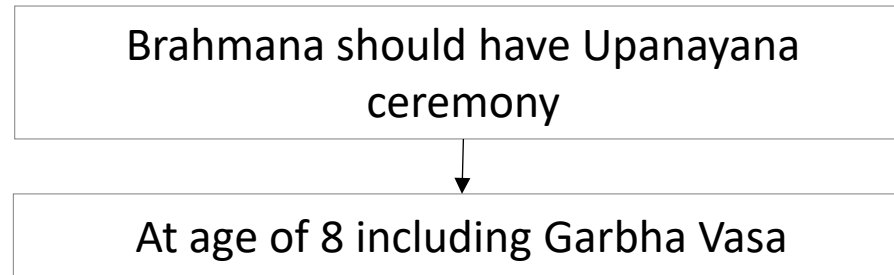 Brahmana should have Upanayana
ceremony
At age of 8 including Garbha Vasa